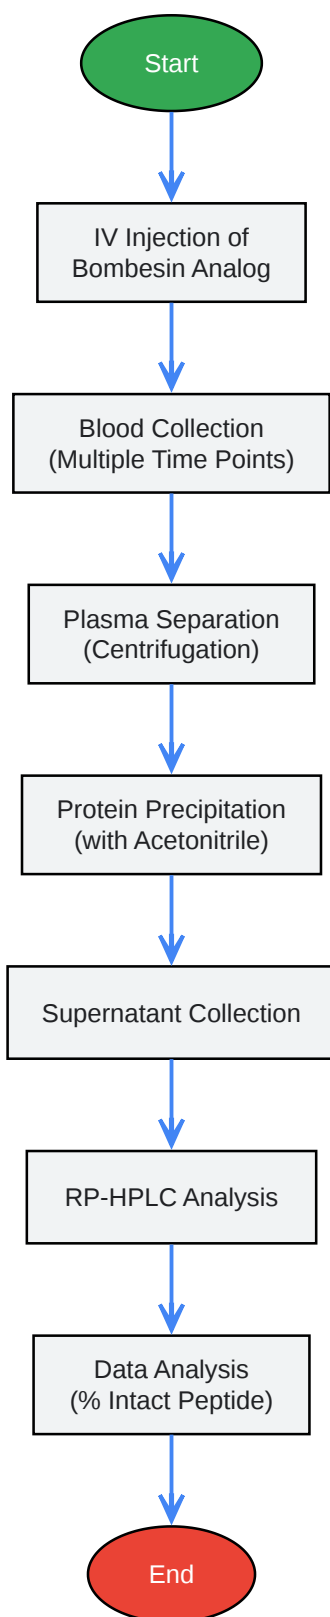 Start
IV Injection of
Bombesin Analog
Blood Collection
(Multiple Time Points)
Plasma Separation
(Centrifugation)
Protein Precipitation
(with Acetonitrile)
Supernatant Collection
RP-HPLC Analysis
Data Analysis
(% Intact Peptide)
End